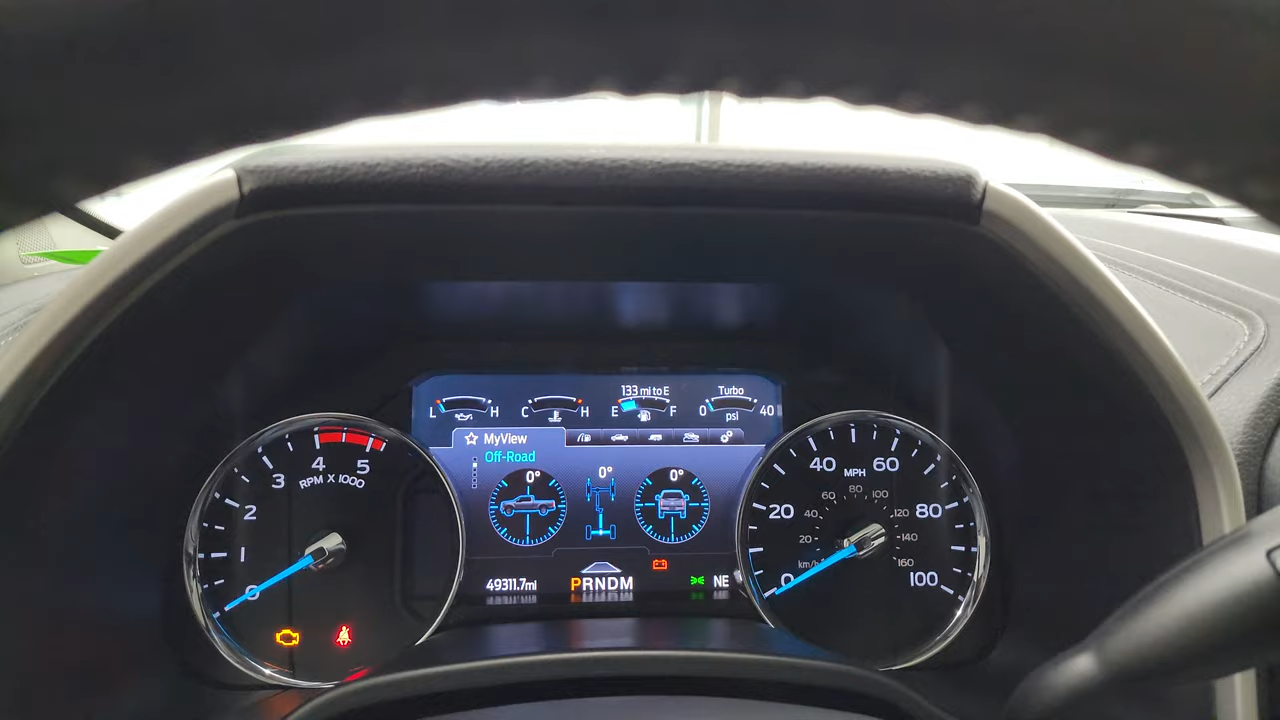 133 mi to E
Turbo
L H C H E F 0 40
psi
MyView
Off-Road
0° 0° 0°
49311.7mi
PRNDM
NE
0 1 2 3 4 5
RPM X 1000
0 20 40 60 80 100
MPH
20 40 60 80 100 120 140 160
km/h